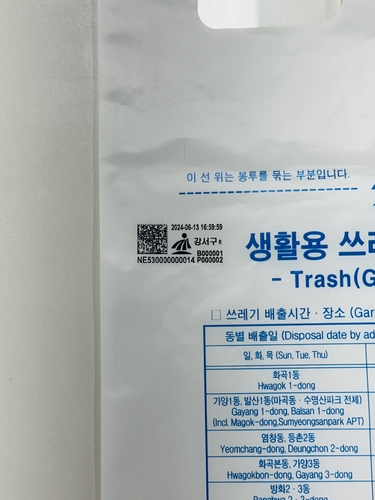 이 선 위는 봉투를 묶는 부분입니다.
2024-06-13 16:59:59
강서구
B000001
NE530000000014 P000002
생활용 쓰레
- Trash(G
□ 쓰레기 배출시간 · 장소 (Gar
동별 배출일 (Disposal date by ad
일, 화, 목 (Sun, Tue, Thu)
화곡1동
Hwagok 1-dong
가양1동, 발산1동(마곡동 · 수명산파크 전체)
Gayang 1-dong, Balsan 1-dong
(Incl. Magok-dong,Sumyeongsanpark APT)
염창동, 등촌2동
Yeomchang-dong, Deungchon 2-dong
화곡본동, 가양3동
Hwagokbon-dong, Gayang 3-dong
방화2 · 3동
Banghwa 2 · 3-dong